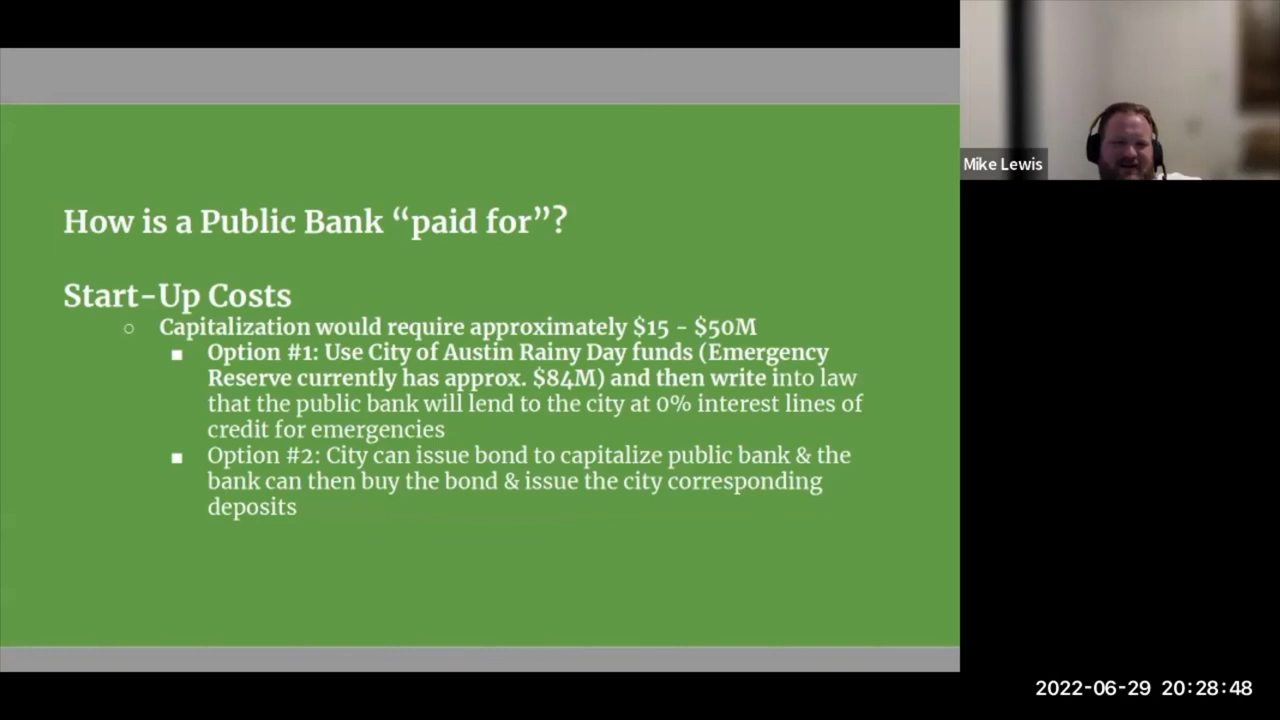 How is a Public Bank “paid for”?
Start-Up Costs
○ Capitalization would require approximately $15 - $50M
■ Option #1: Use City of Austin Rainy Day funds (Emergency
Reserve currently has approx. $84M) and then write into law
that the public bank will lend to the city at 0% interest lines of
credit for emergencies
■ Option #2: City can issue bond to capitalize public bank & the
bank can then buy the bond & issue the city corresponding
deposits
Mike Lewis
2022-06-29 20:28:48